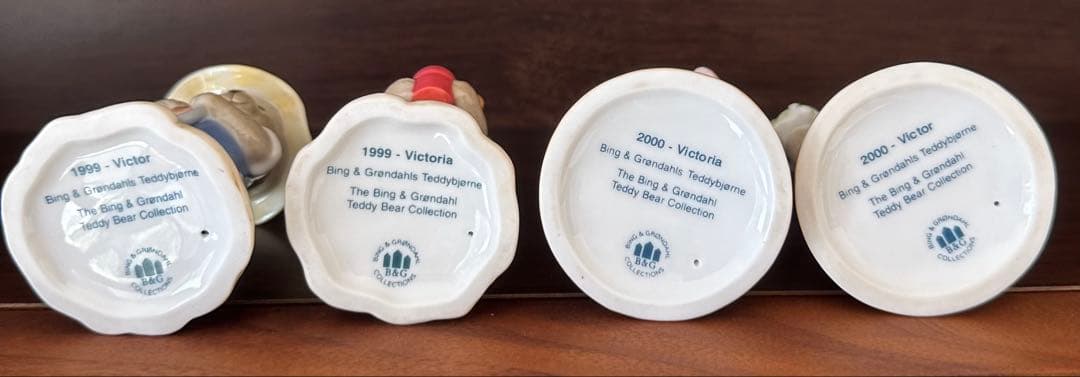 1999 - Victor
Bing & Grøndahls Teddybjørne
The Bing & Grøndahl
Teddy Bear Collection
BING & GRØNDAHL
B&G
COLLECTIONS
1999 - Victoria
Bing & Grøndahls Teddybjørne
The Bing & Grøndahl
Teddy Bear Collection
BING & GRØNDAHL
B&G
COLLECTIONS
2000 - Victoria
Bing & Grøndahls Teddybjørne
The Bing & Grøndahl
Teddy Bear Collection
BING & GRØNDAHL
B&G
COLLECTIONS
2000 - Victor
Bing & Grøndahls Teddybjørne
The Bing & Grøndahl
Teddy Bear Collection
BING & GRØNDAHL
B&G
COLLECTIONS